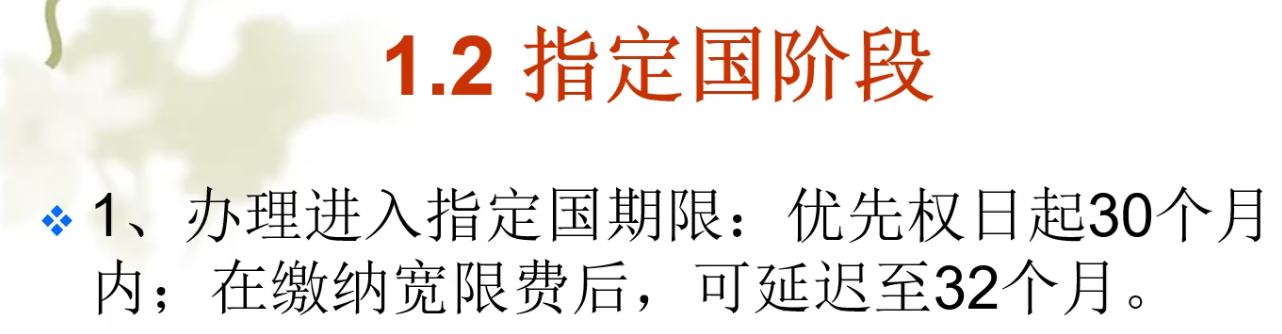 1.2 指定国阶段
1、办理进入指定国期限：优先权日起30个月
内；在缴纳宽限费后，可延迟至32个月。